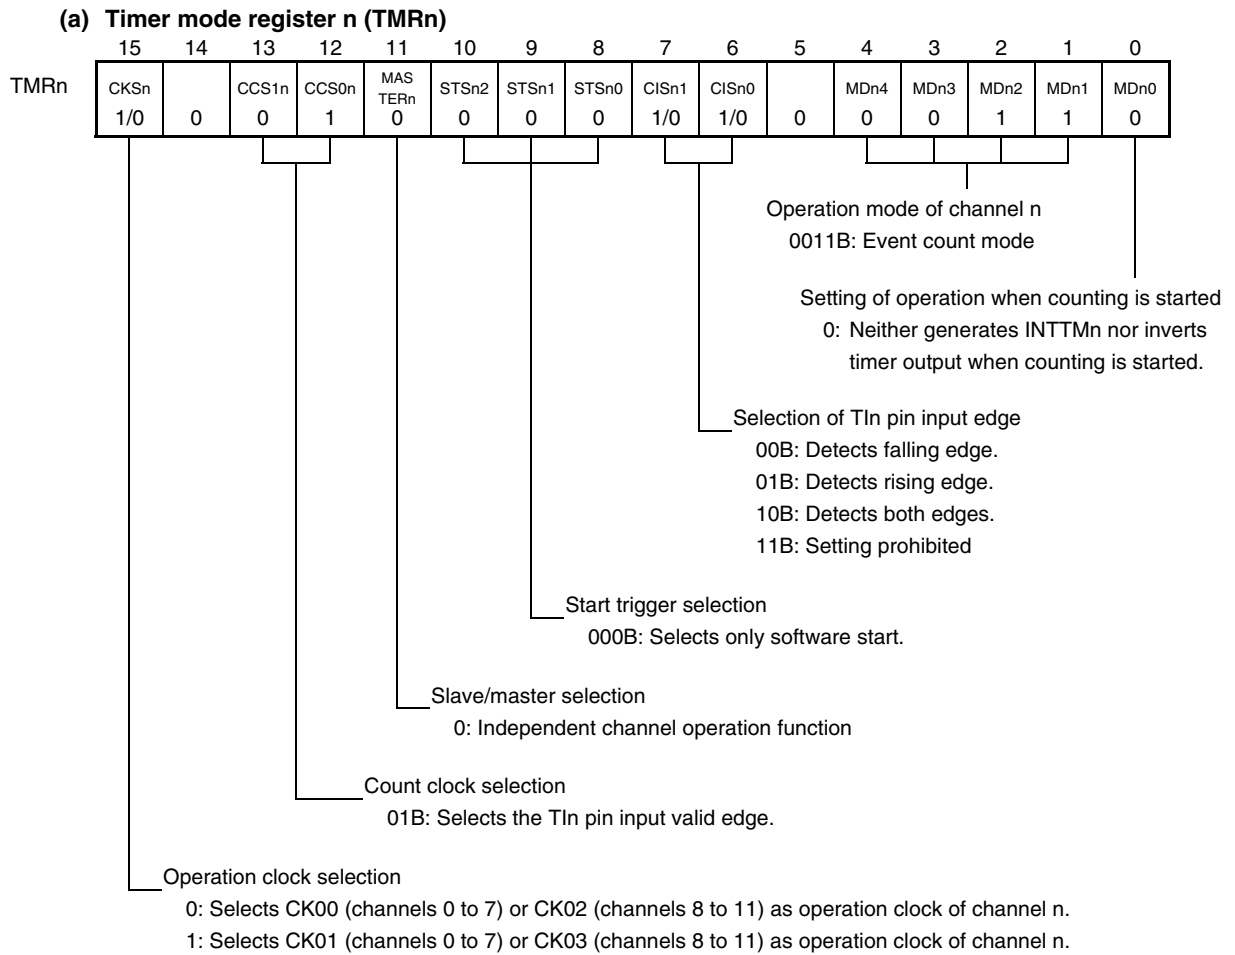 (a) Timer mode register n (TMRn)
15 14 13 12 11 10 9 8 7 6 5 4 3 2 1 0
TMRn CKSn CCS1n CCS0n MAS TERn STSn2 STSn1 STSn0 CISn1 CISn0 MDn4 MDn3 MDn2 MDn1 MDn0
1/0 0 0 1 0 0 0 0 1/0 1/0 0 0 0 1 1 0
Operation mode of channel n
0011B: Event count mode
Setting of operation when counting is started
0: Neither generates INTTMn nor inverts
timer output when counting is started.
Selection of TIn pin input edge
00B: Detects falling edge.
01B: Detects rising edge.
10B: Detects both edges.
11B: Setting prohibited
Start trigger selection
000B: Selects only software start.
Slave/master selection
0: Independent channel operation function
Count clock selection
01B: Selects the TIn pin input valid edge.
Operation clock selection
0: Selects CK00 (channels 0 to 7) or CK02 (channels 8 to 11) as operation clock of channel n.
1: Selects CK01 (channels 0 to 7) or CK03 (channels 8 to 11) as operation clock of channel n.